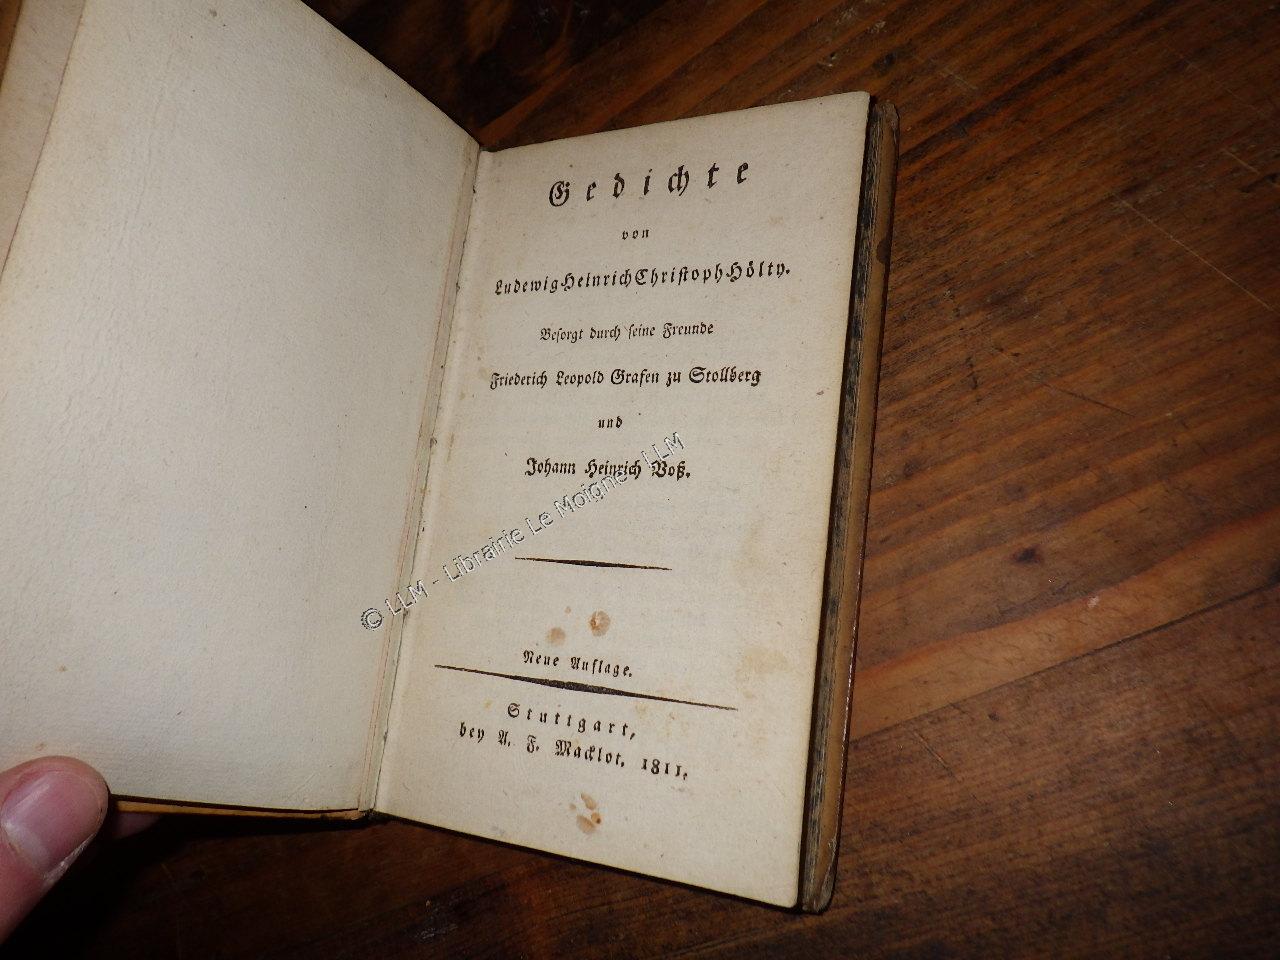 Gedichte
von
Ludewig Heinrich Christoph Hölty.
Besorgt durch seine Freunde
Friederich Leopold Grafen zu Stollberg
und
Johann Heinrich Voß.
Neue Auflage.
Stuttgart,
bey A. F. Macklot. 1811.
© LLM - Librairie Le Moigne - LLM